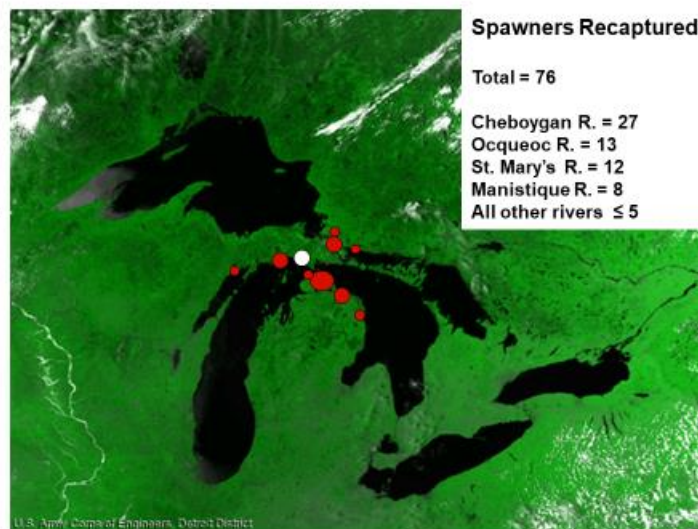 Spawners Recaptured
Total = 76
Cheboygan R. = 27
Ocqueoc R. = 13
St. Mary's R. = 12
Manistique R. = 8
All other rivers ≤ 5
U.S. Army Corps of Engineers, Detroit District